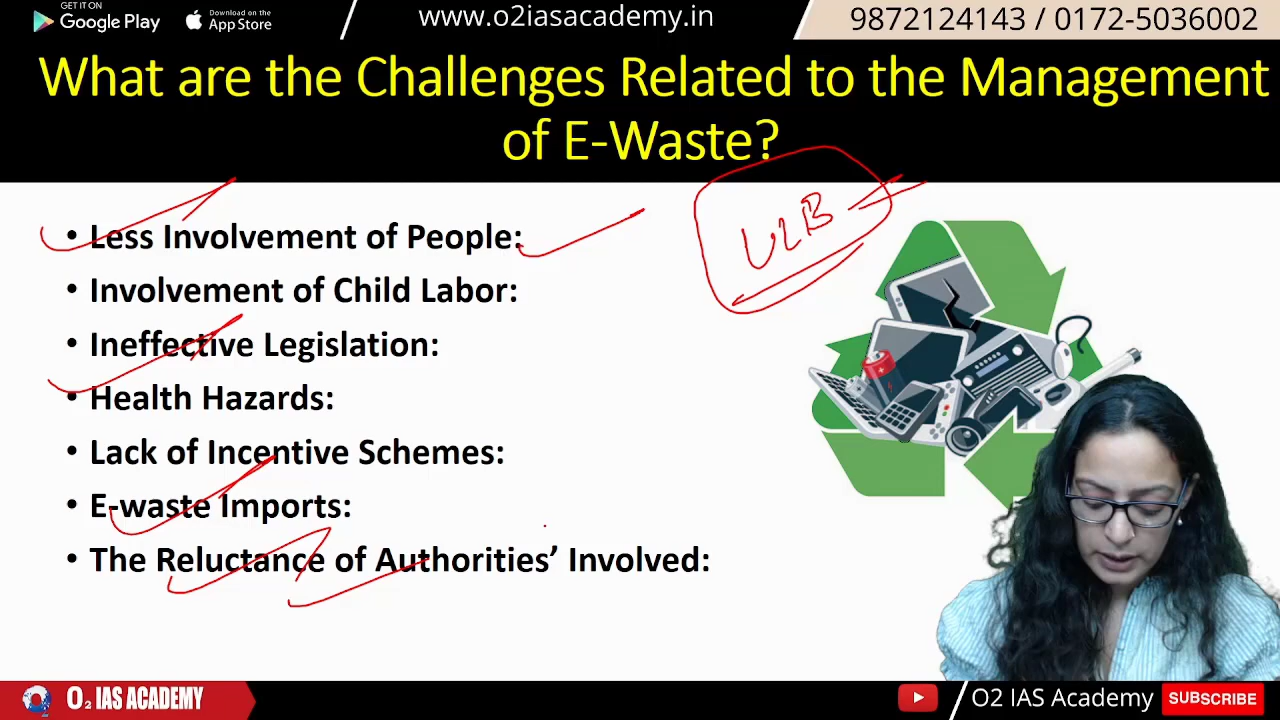 GET IT ON
Google Play
Download on the
App Store
www.o2iasacademy.in
9872124143 / 0172-5036002
What are the Challenges Related to the Management
of E-Waste?
ULB
• Less Involvement of People:
• Involvement of Child Labor:
• Ineffective Legislation:
• Health Hazards:
• Lack of Incentive Schemes:
• E-waste Imports:
• The Reluctance of Authorities’ Involved:
O2 IAS ACADEMY
O2 IAS Academy
SUBSCRIBE